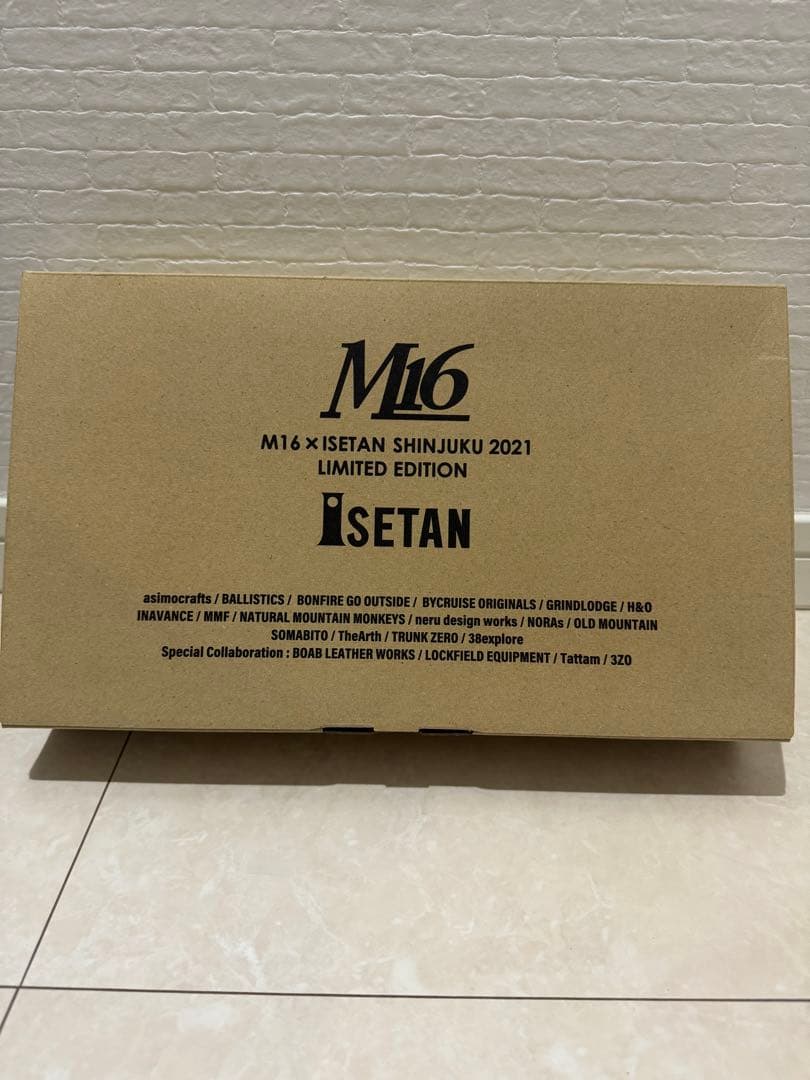 M16
M16×ISETAN SHINJUKU 2021
LIMITED EDITION
ISETAN
asimocrafts / BALLISTICS / BONFIRE GO OUTSIDE / BYCRUISE ORIGINALS / GRINDLODGE / H&O
INAVANCE / MMF / NATURAL MOUNTAIN MONKEYS / neru design works / NORAs / OLD MOUNTAIN
SOMABITO / TheArth / TRUNK ZERO / 38explore
Special Collaboration : BOAB LEATHER WORKS / LOCKFIELD EQUIPMENT / Tattam / 3ZO